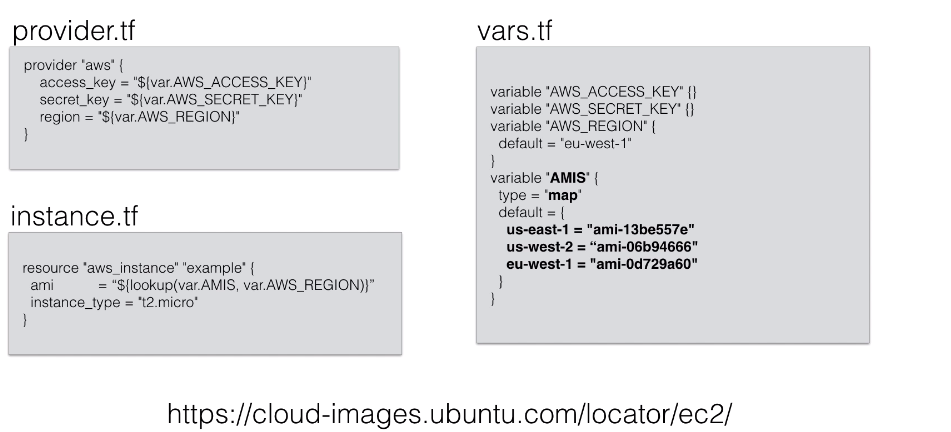 provider.tf
provider "aws" {
access_key = "${var.AWS_ACCESS_KEY}"
secret_key = "${var.AWS_SECRET_KEY}"
region = "${var.AWS_REGION}"
}
instance.tf
resource "aws_instance" "example" {
ami = “${lookup(var.AMIS, var.AWS_REGION)}”
instance_type = "t2.micro"
}
vars.tf
variable "AWS_ACCESS_KEY" {}
variable "AWS_SECRET_KEY" {}
variable "AWS_REGION" {
default = "eu-west-1"
}
variable "AMIS" {
type = "map"
default = {
us-east-1 = "ami-13be557e"
us-west-2 = “ami-06b94666"
eu-west-1 = "ami-0d729a60"
}
}
https://cloud-images.ubuntu.com/locator/ec2/